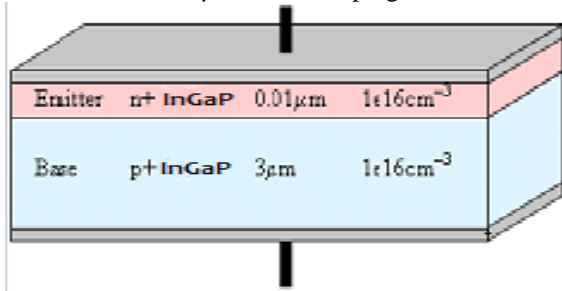 Emitter n+ InGaP 0.01μm 1e16cm⁻³
Base p+InGaP 3μm 1e16cm⁻³